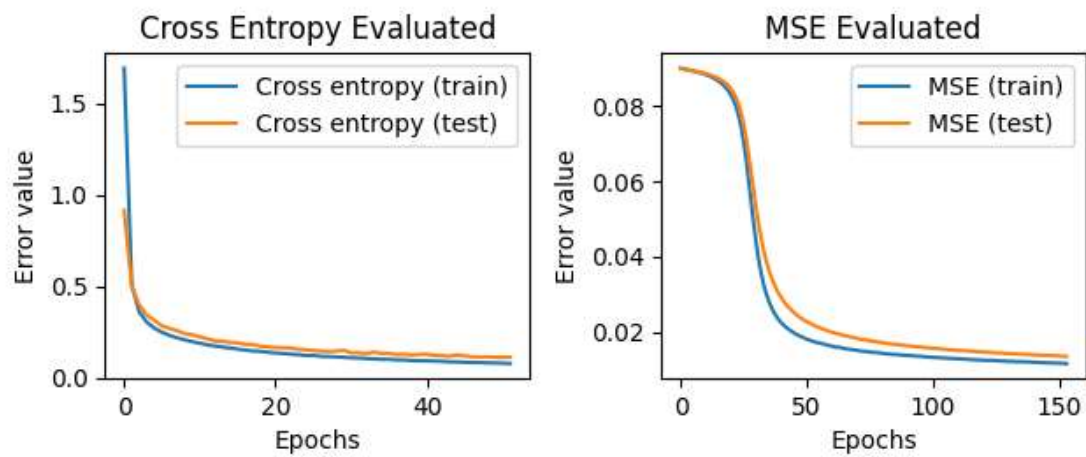 Cross Entropy Evaluated
Cross entropy (train)
Cross entropy (test)
Error value
1.5
1.0
0.5
0.0
0 20 40
Epochs
MSE Evaluated
MSE (train)
MSE (test)
Error value
0.08
0.06
0.04
0.02
0 50 100 150
Epochs